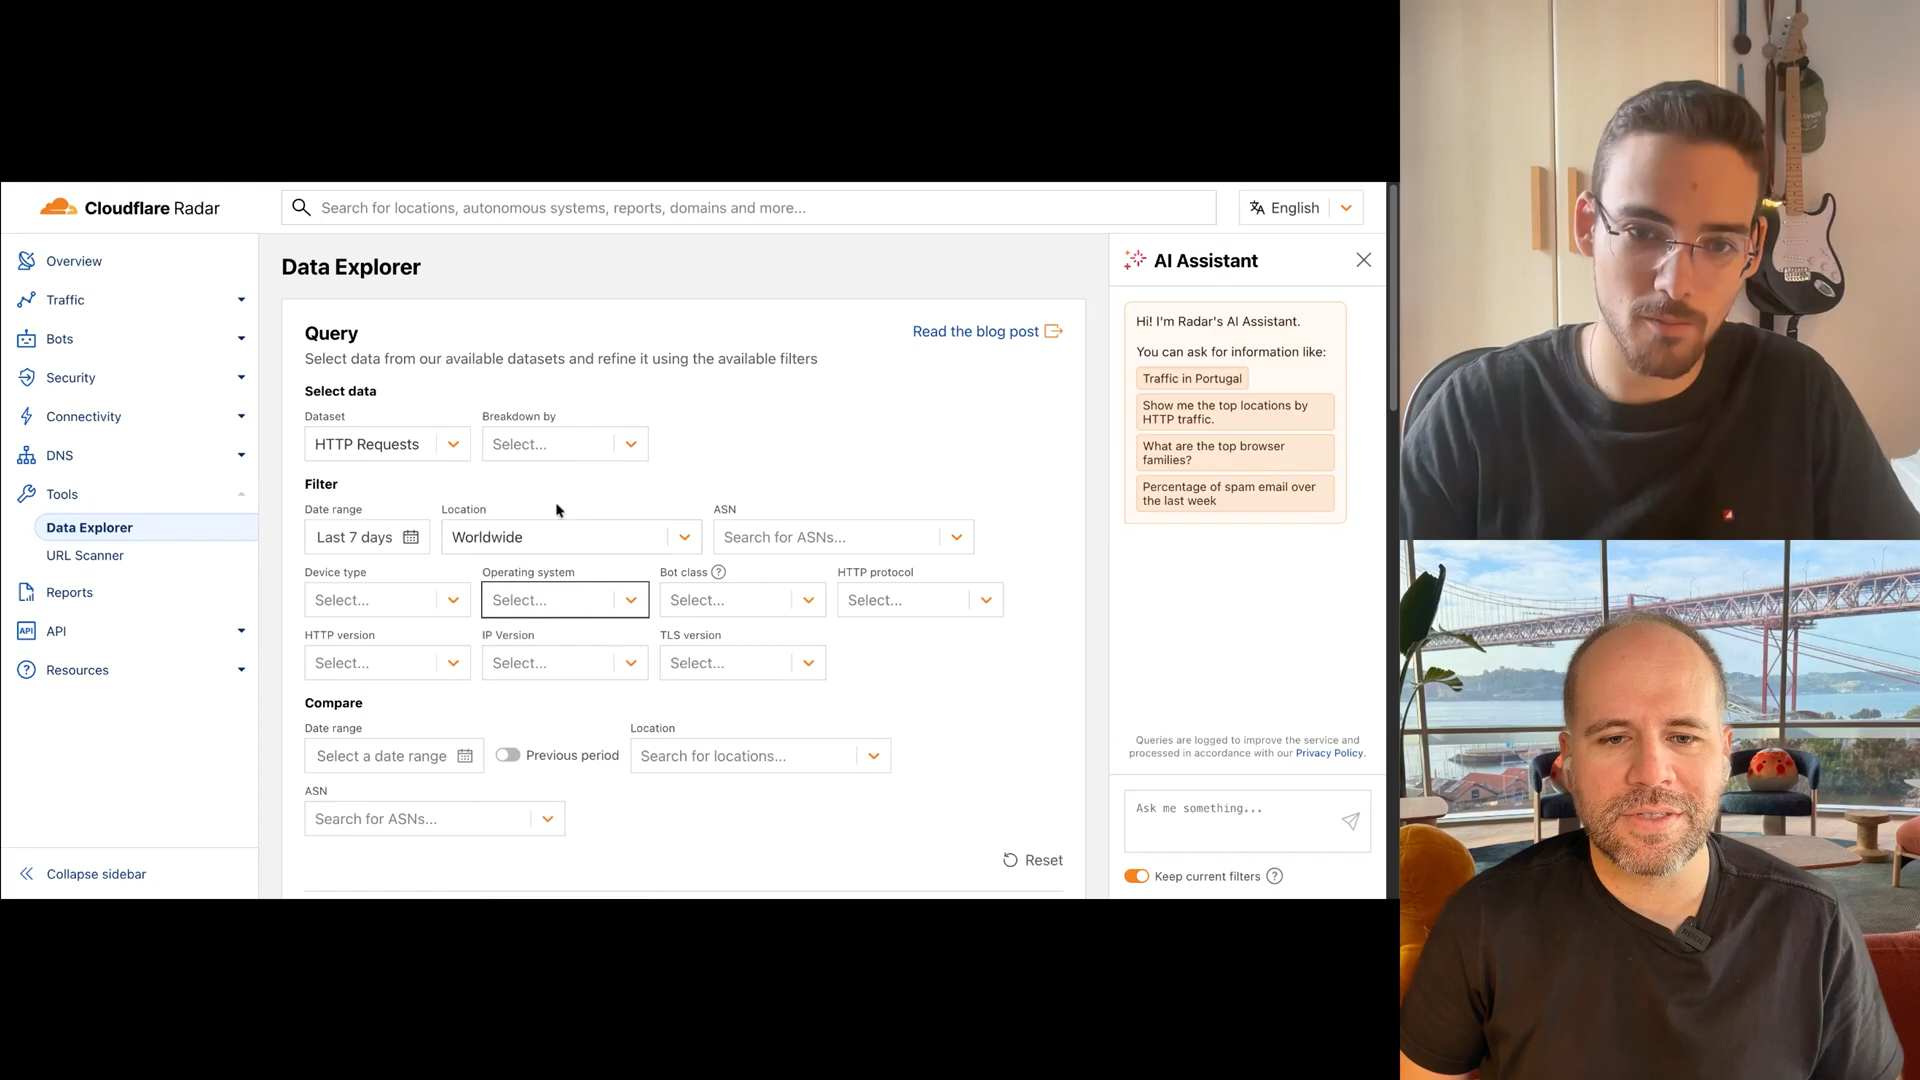 Cloudflare Radar
Search for locations, autonomous systems, reports, domains and more...
English
Overview
Traffic
Bots
Security
Connectivity
DNS
Tools
Data Explorer
URL Scanner
Reports
API
API
Resources
Collapse sidebar
Data Explorer
Query
Read the blog post
Select data from our available datasets and refine it using the available filters
Select data
Dataset
Breakdown by
HTTP Requests
Select...
Filter
Date range
Location
ASN
Last 7 days
Worldwide
Search for ASNs...
Device type
Operating system
Bot class ?
HTTP protocol
Select...
Select...
Select...
Select...
HTTP version
IP Version
TLS version
Select...
Select...
Select...
Compare
Date range
Location
Select a date range
Previous period
Search for locations...
ASN
Search for ASNs...
Reset
AI Assistant
Hi! I'm Radar's AI Assistant.
You can ask for information like:
Traffic in Portugal
Show me the top locations by
HTTP traffic.
What are the top browser
families?
Percentage of spam email over
the last week
Queries are logged to improve the service and
processed in accordance with our Privacy Policy.
Ask me something...
Keep current filters ?
RODE